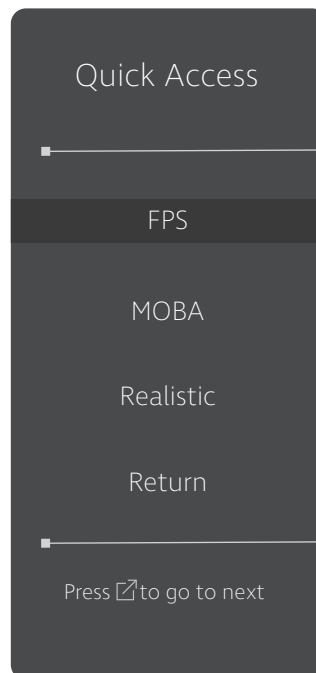 Quick Access
FPS
MOBA
Realistic
Return
Press to go to next